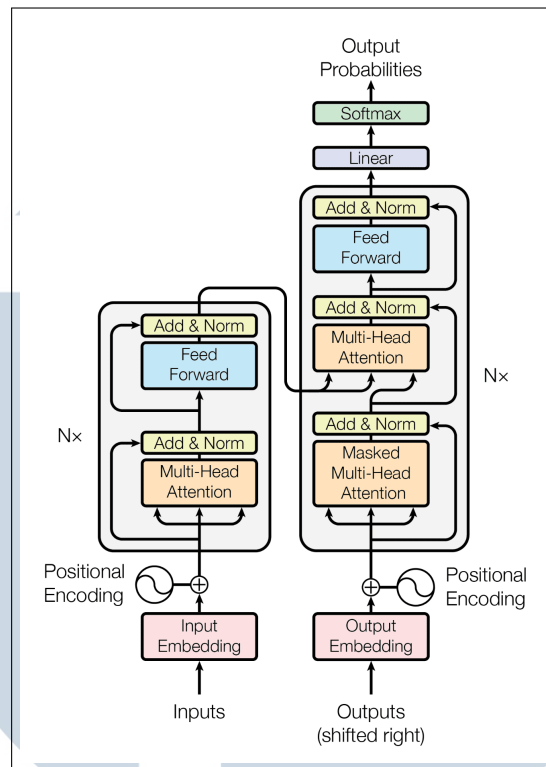 Output
Probabilities
Softmax
Linear
Add & Norm
Feed
Forward
Add & Norm
Multi-Head
Attention
Add & Norm
Masked
Multi-Head
Attention
N×
Add & Norm
Feed
Forward
Add & Norm
Multi-Head
Attention
N×
Positional
Encoding
Positional
Encoding
Input
Embedding
Output
Embedding
Inputs
Outputs
(shifted right)